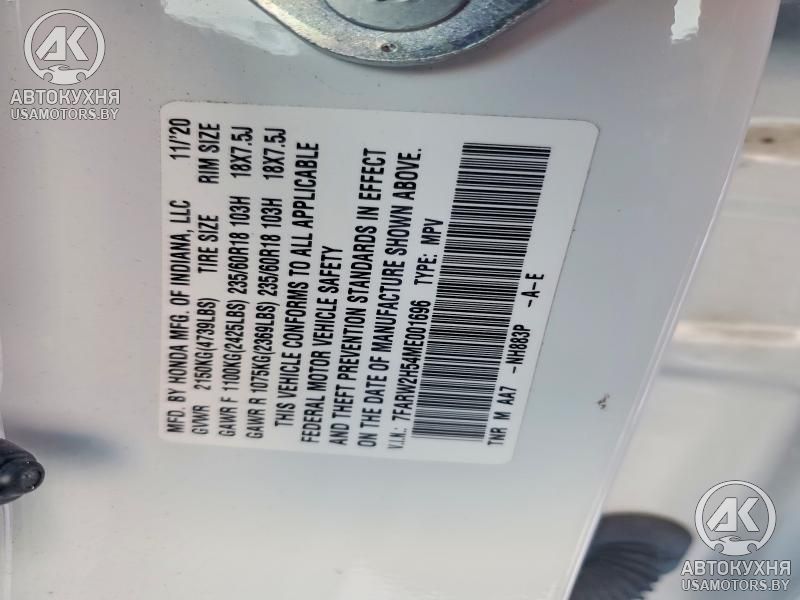 AK
АВТОКУХНЯ
USAMOTORS.BY
MFD. BY HONDA MFG. OF INDIANA, LLC 11/'20
GVWR 2150KG(4739LBS) TIRE SIZE RIM SIZE
GAWR F 1100KG(2425LBS) 235/60R18 103H 18X7.5J
GAWR R 1075KG(2369LBS) 235/60R18 103H 18X7.5J
THIS VEHICLE CONFORMS TO ALL APPLICABLE
FEDERAL MOTOR VEHICLE SAFETY
AND THEFT PREVENTION STANDARDS IN EFFECT
ON THE DATE OF MANUFACTURE SHOWN ABOVE.
V.I.N.: 7FARW2H54ME001696 TYPE: MPV
TNR M AA7 -NH883P -A-E
AK
АВТОКУХНЯ
USAMOTORS.BY